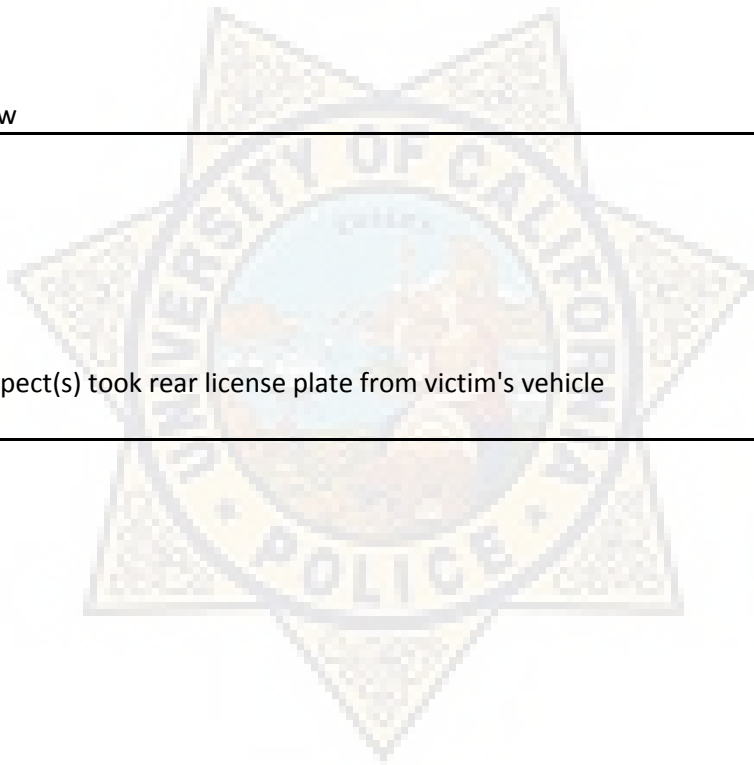 w
pect(s) took rear license plate from victim's vehicle
UNIVERSITY OF CALIFORNIA
POLICE